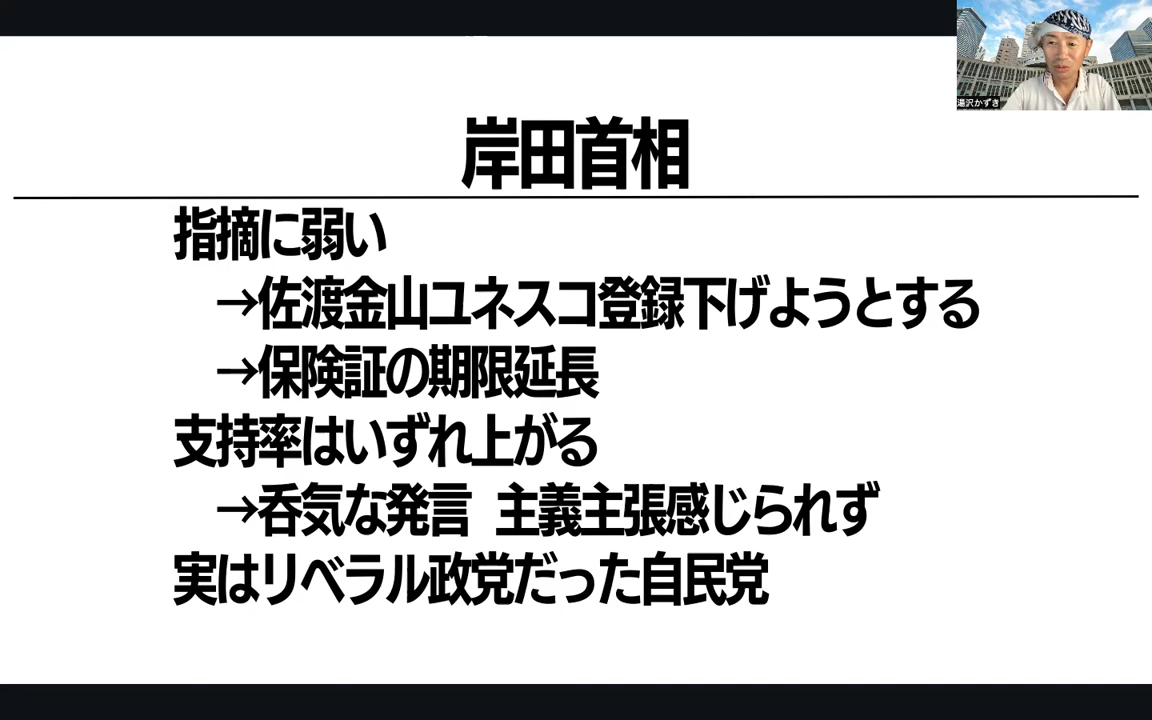 湯沢かずき
岸田首相
指摘に弱い
→佐渡金山ユネスコ登録下げようとする
→保険証の期限延長
支持率はいずれ上がる
→呑気な発言 主義主張感じられず
実はリベラル政党だった自民党